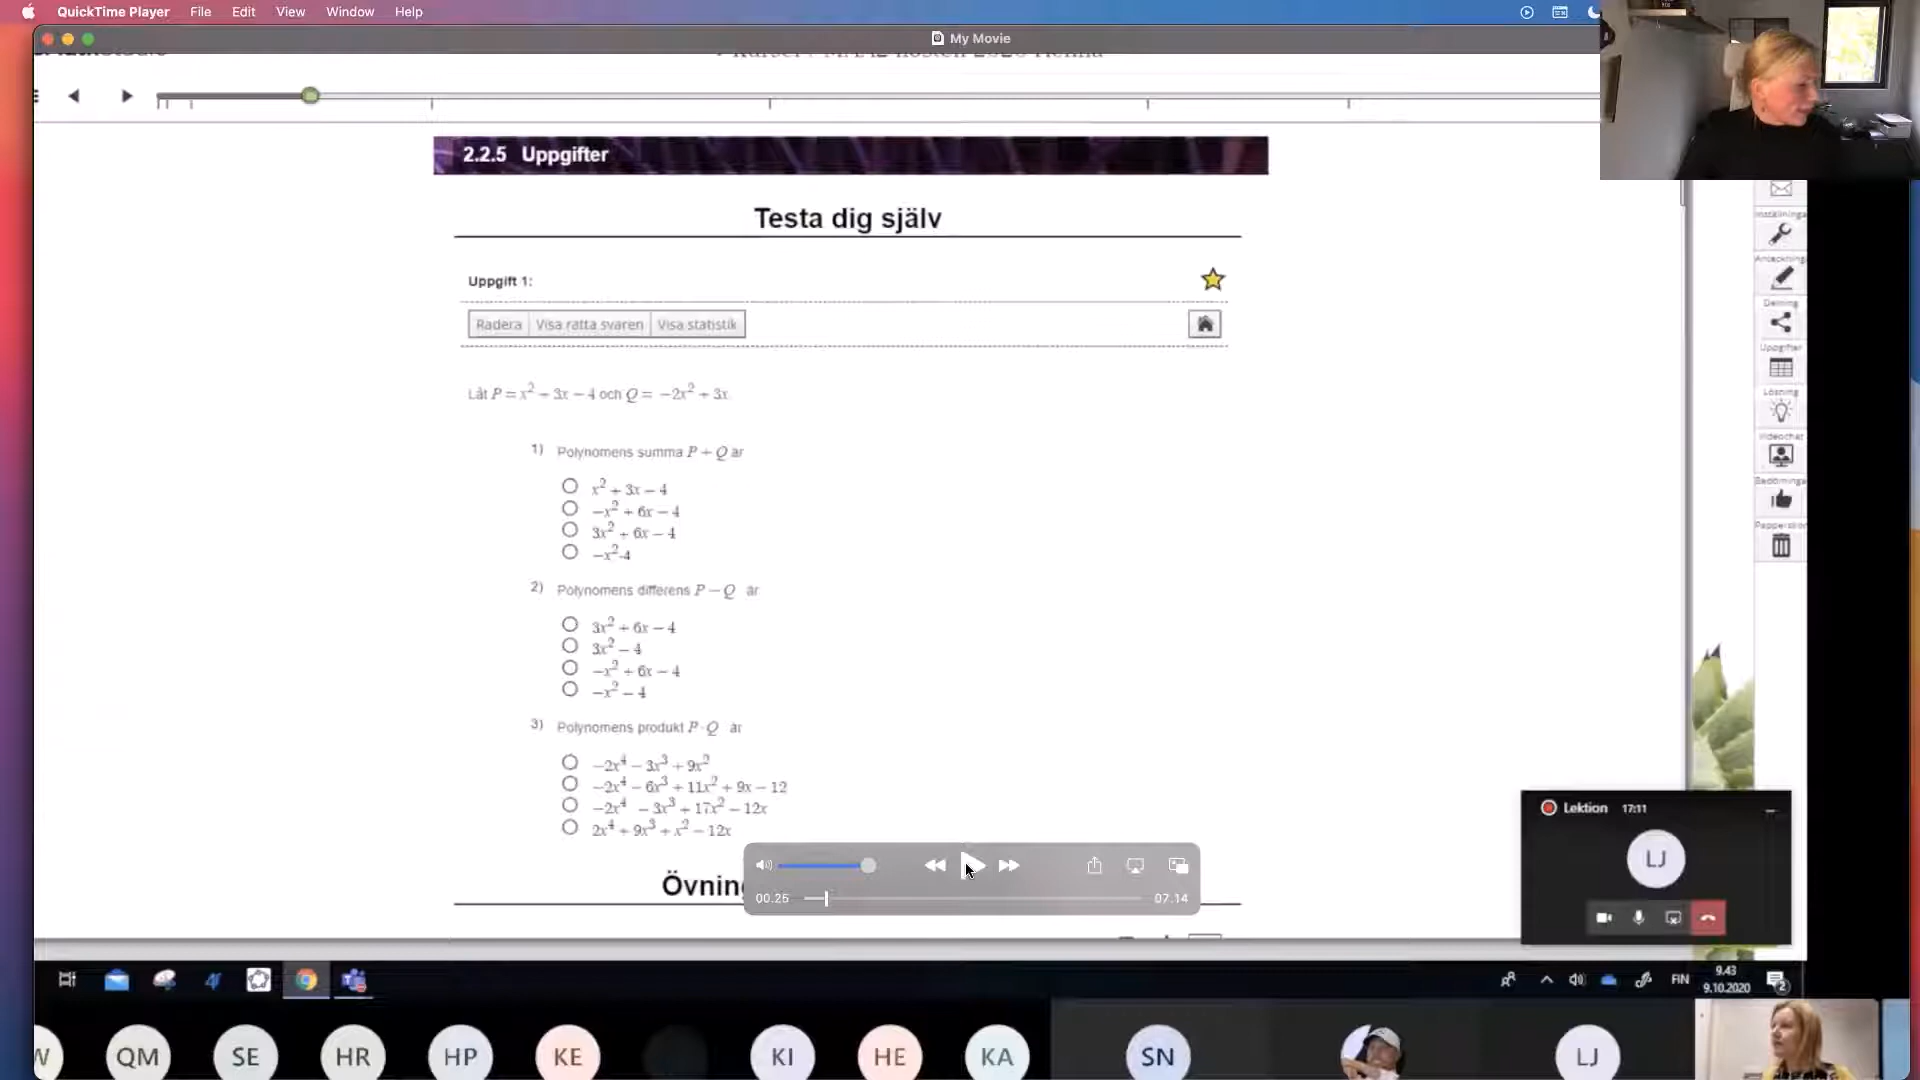 QuickTime Player File Edit View Window Help
My Movie
2.2.5 Uppgifter
Testa dig själv
Uppgift 1:
Radera Visa rätta svaren Visa statistik
Låt P = x² − 3x − 4 och Q = −2x² + 3x.
1) Polynomens summa P + Q är
x² + 3x − 4
−x² + 6x − 4
3x² + 6x − 4
−x²-4
2) Polynomens differens P − Q är
3x² + 6x − 4
3x² − 4
−x² + 6x − 4
−x² − 4
3) Polynomens produkt P · Q är
−2x⁴ − 3x³ + 9x²
−2x⁴ − 6x³ + 11x² + 9x − 12
−2x⁴ − 3x³ + 17x² − 12x
2x⁴ + 9x³ + x² − 12x
00.25 07.14
Delning
Uppgifter
Lösning
Videochat
Lektion 17:11
LJ
FIN
9.43
9.10.2020
2
QM SE HR HP KE KI HE KA SN LJ